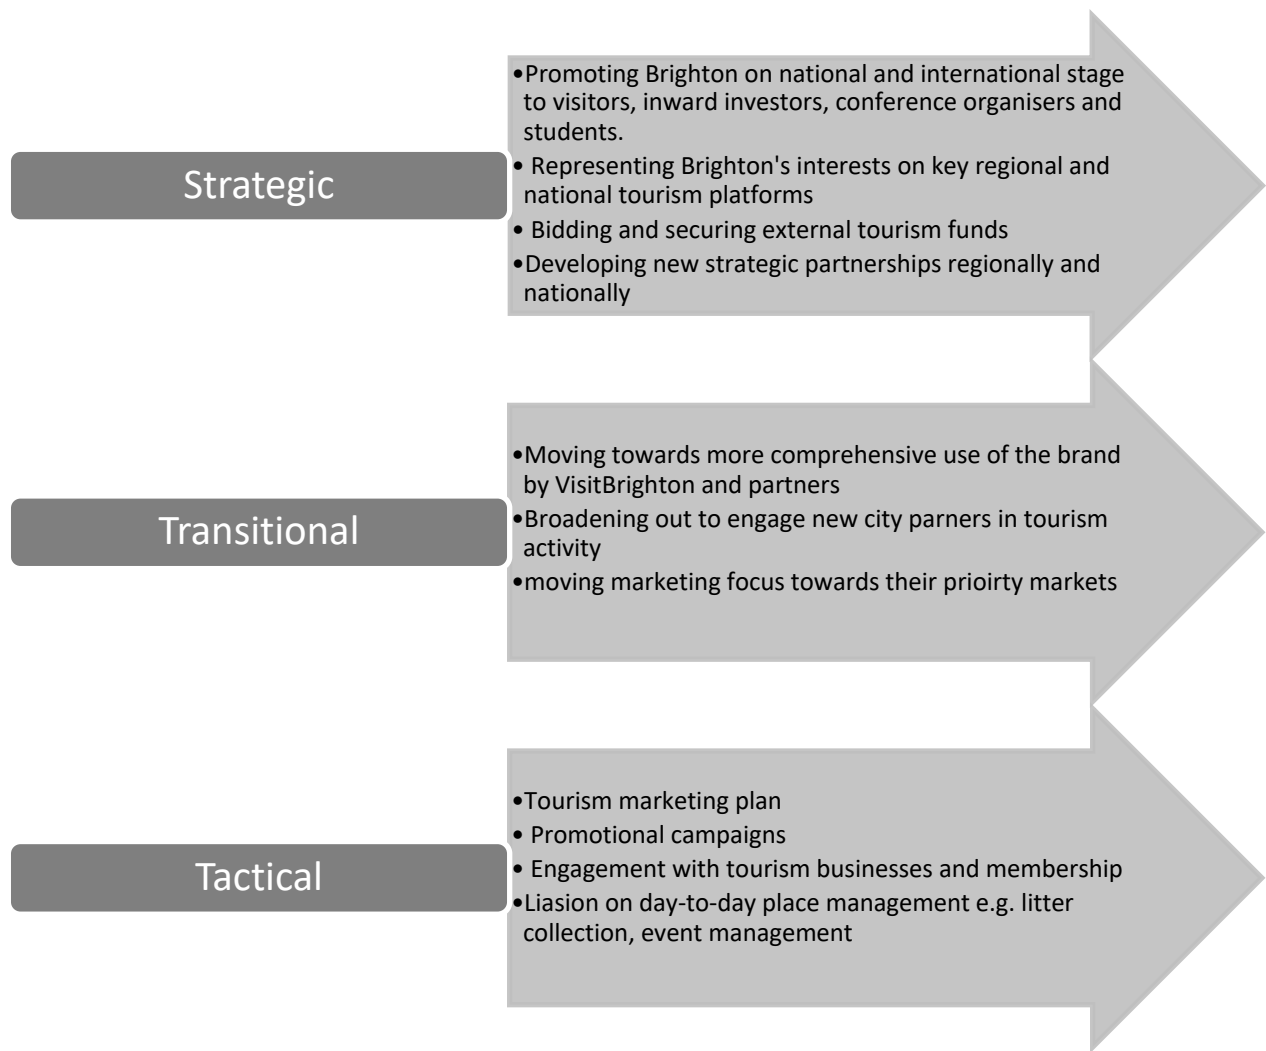 Strategic
•Promoting Brighton on national and international stage
to visitors, inward investors, conference organisers and
students.
• Representing Brighton's interests on key regional and
national tourism platforms
• Bidding and securing external tourism funds
•Developing new strategic partnerships regionally and
nationally
Transitional
•Moving towards more comprehensive use of the brand
by VisitBrighton and partners
•Broadening out to engage new city parners in tourism
activity
•moving marketing focus towards their prioirty markets
Tactical
•Tourism marketing plan
• Promotional campaigns
• Engagement with tourism businesses and membership
•Liasion on day-to-day place management e.g. litter
collection, event management